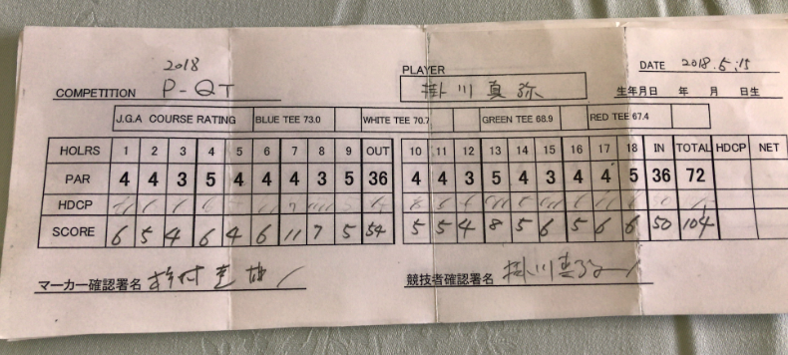 2018
COMPETITION P-QT
PLAYER 掛川真弥
DATE 2018.5.15
生年月日 年 月 日生
J.G.A COURSE RATING BLUE TEE 73.0 WHITE TEE 70.7 GREEN TEE 68.9 RED TEE 67.4
HOLRS 1 2 3 4 5 6 7 8 9 OUT 10 11 12 13 14 15 16 17 18 IN TOTAL HDCP NET
PAR 4 4 3 5 4 4 4 3 5 36 4 4 3 5 4 3 4 4 5 36 72
HDCP
SCORE 6 5 4 6 4 6 11 7 5 54 5 5 4 8 5 6 5 6 6 50 104
マーカー確認署名
競技者確認署名 掛川真弥